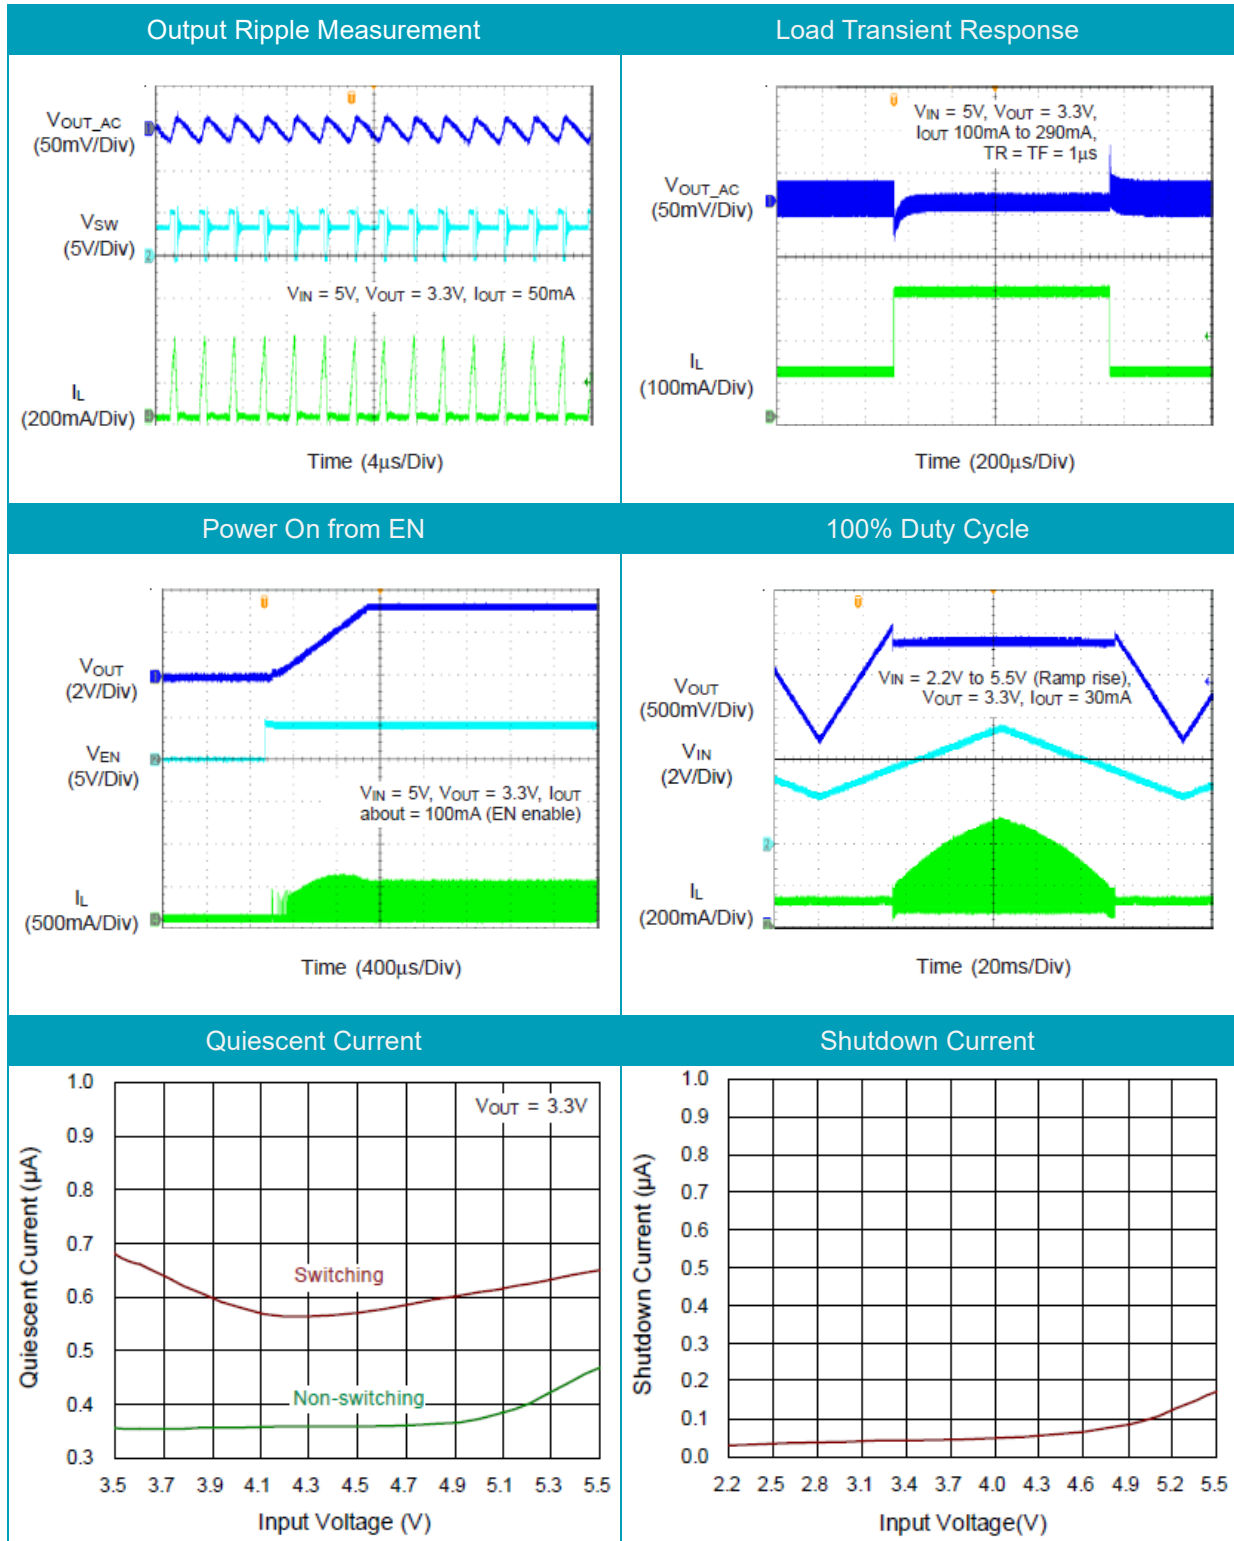 Output Ripple Measurement
VOUT_AC
(50mV/Div)
VSW
(5V/Div)
VIN = 5V, VOUT = 3.3V, IOUT = 50mA
IL
(200mA/Div)
Time (4μs/Div)
Load Transient Response
VIN = 5V, VOUT = 3.3V,
IOUT 100mA to 290mA,
TR = TF = 1μs
VOUT_AC
(50mV/Div)
IL
(100mA/Div)
Time (200μs/Div)
Power On from EN
VOUT
(2V/Div)
VEN
(5V/Div)
VIN = 5V, VOUT = 3.3V, IOUT
about = 100mA (EN enable)
IL
(500mA/Div)
Time (400μs/Div)
100% Duty Cycle
VOUT
(500mV/Div)
VIN = 2.2V to 5.5V (Ramp rise),
VOUT = 3.3V, IOUT = 30mA
VIN
(2V/Div)
IL
(200mA/Div)
Time (20ms/Div)
Quiescent Current
1.0
0.9
0.8
0.7
0.6
0.5
0.4
0.3
Quiescent Current (μA)
VOUT = 3.3V
Switching
Non-switching
3.5 3.7 3.9 4.1 4.3 4.5 4.7 4.9 5.1 5.3 5.5
Input Voltage (V)
Shutdown Current
1.0
0.9
0.8
0.7
0.6
0.5
0.4
0.3
0.2
0.1
0.0
Shutdown Current (μA)
2.2 2.5 2.8 3.1 3.4 3.7 4.0 4.3 4.6 4.9 5.2 5.5
Input Voltage(V)